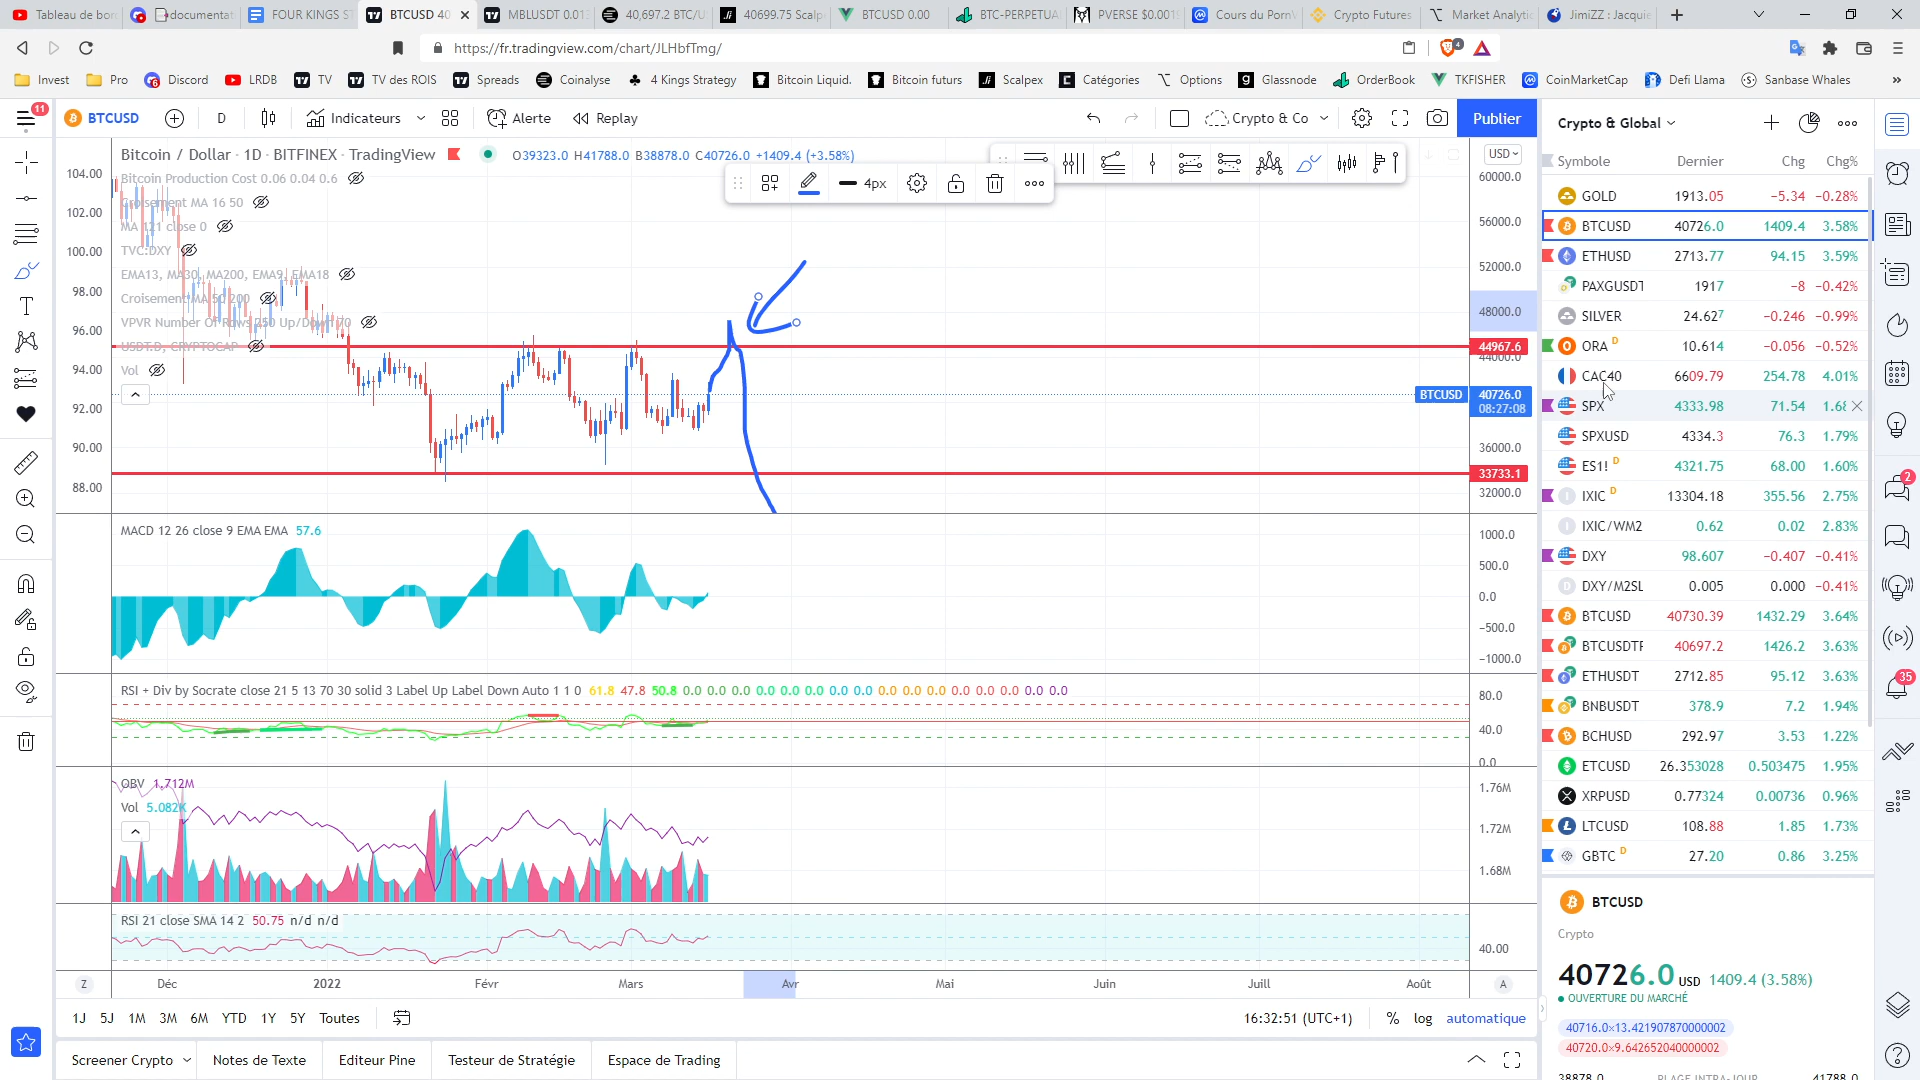 Tableau de bor
documentat
FOUR KINGS ST
BTCUSD 40
MBLUSDT 0.01
40,697.2 BTC/U
40699.75 Scalp
BTCUSD 0.00
BTC-PERPETUA
PVERSE $0.001
Cours du PornV
Crypto Futures
Market Analytic
JimiZZ : Jacquie
https://fr.tradingview.com/chart/JLHbfTmg/
4
Invest
Pro
Discord
LRDB
TV
TV des ROIS
Spreads
Coinalyse
4 Kings Strategy
Bitcoin Liquid.
Bitcoin futurs
Scalpex
Catégories
Options
Glassnode
OrderBook
TKFISHER
CoinMarketCap
Defi Llama
Sanbase Whales
»
11
BTCUSD
D
Indicateurs
Alerte
Replay
Crypto & Co
Publier
Bitcoin / Dollar · 1D · BITFINEX · TradingView
O39323.0 H41788.0 B38878.0 C40726.0 +1409.4 (+3.58%)
4px
Bitcoin Production Cost 0.06 0.04 0.6
Croisement MA 16 50
MA 121 close 0
TVC:DXY
EMA13, MA30, MA200, EMA9, EMA18
Croisement MA 50 200
VPVR Number Of Rows 250 Up/Down 70
USDT.D, CRYPTOCAP
Vol
104.00
102.00
100.00
98.00
96.00
94.00
92.00
90.00
88.00
USD
60000.0
56000.0
52000.0
48000.0
44967.6
44000.0
BTCUSD
40726.0
08:27:08
36000.0
33733.1
32000.0
MACD 12 26 close 9 EMA EMA 57.6
1000.0
500.0
0.0
−500.0
−1000.0
RSI + Div by Socrate close 21 5 13 70 30 solid 3 Label Up Label Down Auto 1 1 0 61.8 47.8 50.8 0.0 0.0 0.0 0.0 0.0 0.0 0.0 0.0 0.0 0.0 0.0 0.0 0.0 0.0 0.0 0.0
80.0
40.0
0.0
OBV 1.712M
Vol 5.082K
1.76M
1.72M
1.68M
RSI 21 close SMA 14 2 50.75 n/d n/d
40.00
Z
Déc
2022
Févr
Mars
Avr
Mai
Juin
Juill
Août
A
1J
5J
1M
3M
6M
YTD
1Y
5Y
Toutes
16:32:51 (UTC+1)
%
log
automatique
Screener Crypto
Notes de Texte
Editeur Pine
Testeur de Stratégie
Espace de Trading
Crypto & Global
Symbole Dernier Chg Chg%
GOLD 1913.05 −5.34 −0.28%
BTCUSD 40726.0 1409.4 3.58%
ETHUSD 2713.77 94.15 3.59%
PAXGUSDT 1917 −8 −0.42%
SILVER 24.627 −0.246 −0.99%
ORA D 10.614 −0.056 −0.52%
CAC40 6609.79 254.78 4.01%
SPX 4333.98 71.54 1.68
SPXUSD 4334.3 76.3 1.79%
ES1! D 4321.75 68.00 1.60%
IXIC D 13304.18 355.56 2.75%
IXIC/WM2 0.62 0.02 2.83%
DXY 98.607 −0.407 −0.41%
DXY/M2SL 0.005 0.000 −0.41%
BTCUSD 40730.39 1432.29 3.64%
BTCUSDTF 40697.2 1426.2 3.63%
ETHUSDT 2712.85 95.12 3.63%
BNBUSDT 378.9 7.2 1.94%
BCHUSD 292.97 3.53 1.22%
ETCUSD 26.353028 0.503475 1.95%
XRPUSD 0.77324 0.00736 0.96%
LTCUSD 108.88 1.85 1.73%
GBTC D 27.20 0.86 3.25%
BTCUSD
Crypto
40726.0 USD 1409.4 (3.58%)
OUVERTURE DU MARCHÉ
40716.0×13.421907870000002
40720.0×9.642652040000002
38878.0 PLAGE INTRA-JOUR 41788.0
2
35